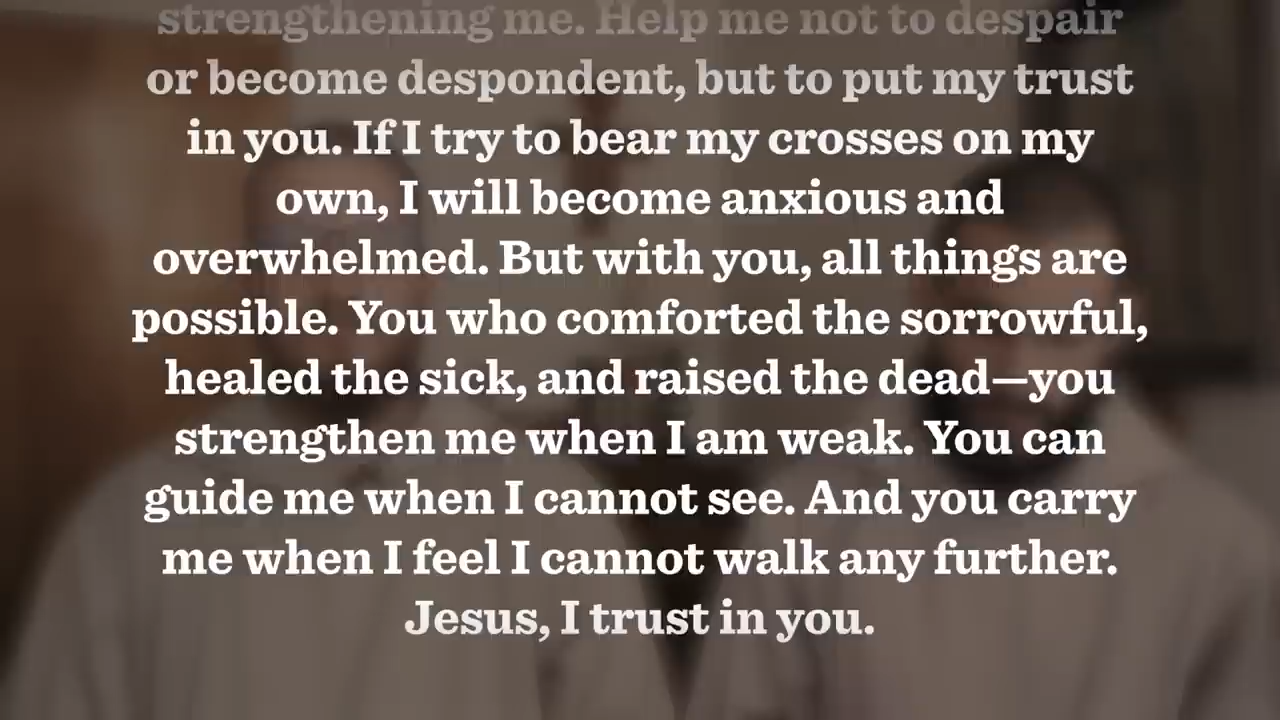 strengthening me. Help me not to despair
or become despondent, but to put my trust
in you. If I try to bear my crosses on my
own, I will become anxious and
overwhelmed. But with you, all things are
possible. You who comforted the sorrowful,
healed the sick, and raised the dead—you
strengthen me when I am weak. You can
guide me when I cannot see. And you carry
me when I feel I cannot walk any further.
Jesus, I trust in you.